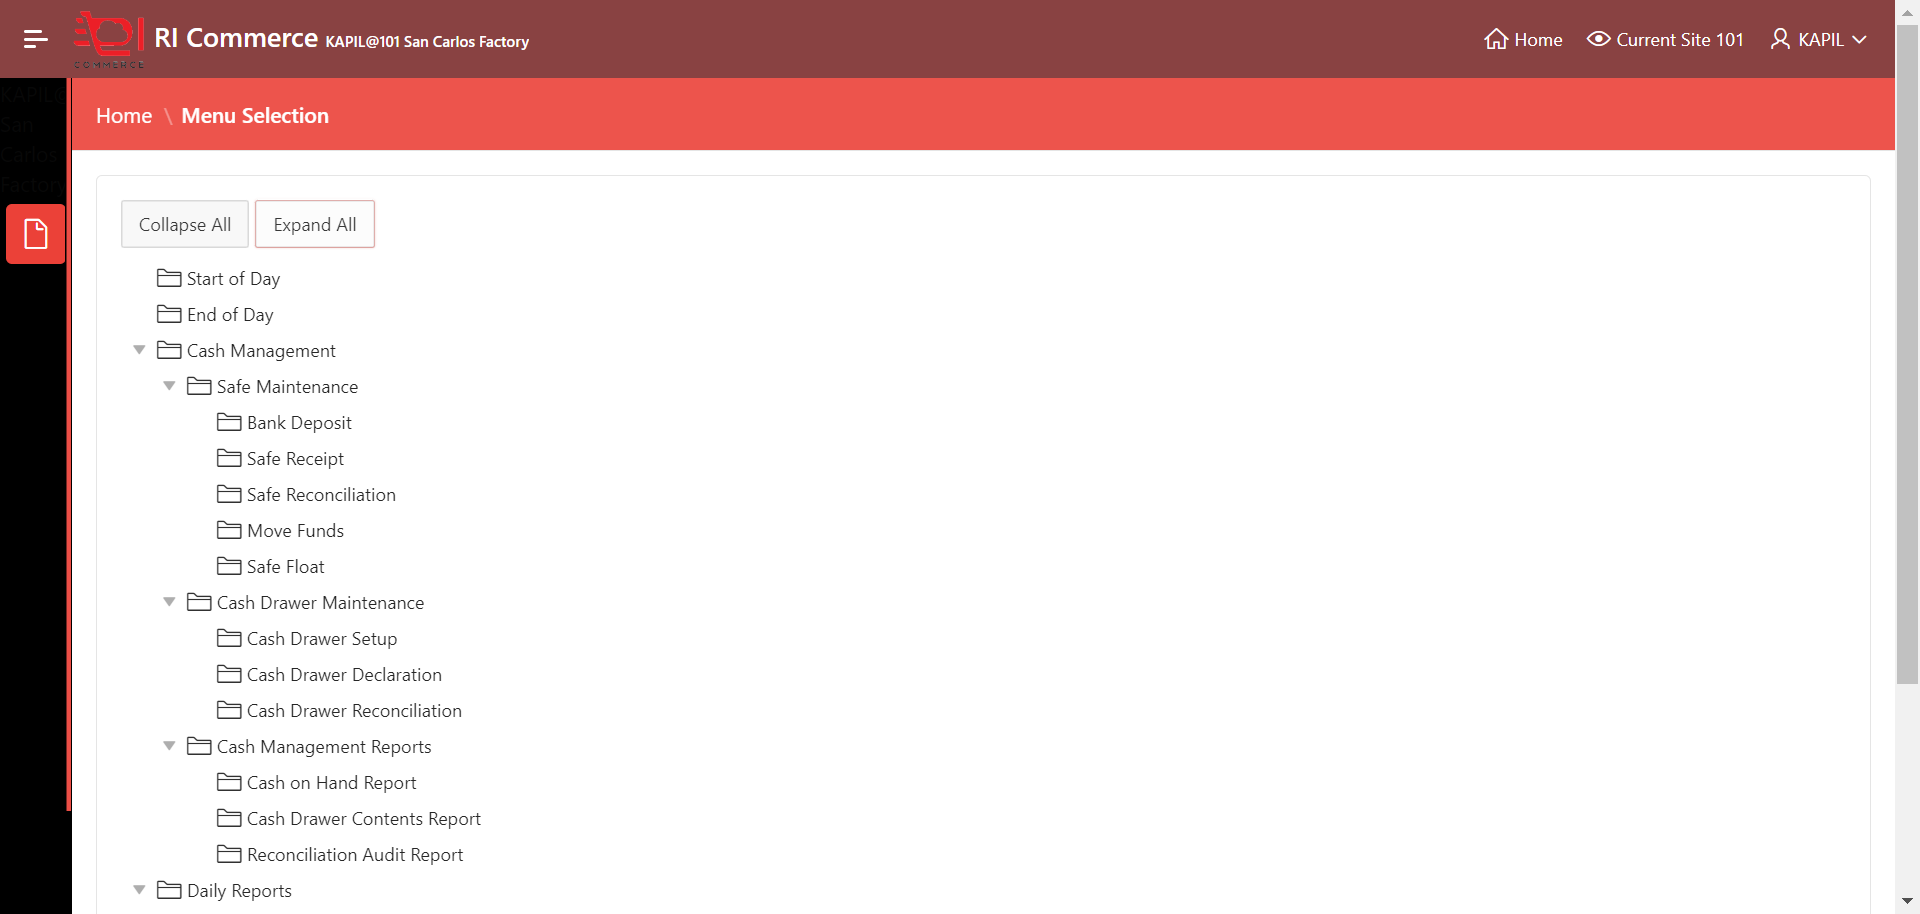 COMMERCE
RI Commerce KAPIL@101 San Carlos Factory
Home
Current Site 101
KAPIL
KAPIL@
San
Carlos
Factory
Home \ Menu Selection
Collapse All
Expand All
Start of Day
End of Day
Cash Management
Safe Maintenance
Bank Deposit
Safe Receipt
Safe Reconciliation
Move Funds
Safe Float
Cash Drawer Maintenance
Cash Drawer Setup
Cash Drawer Declaration
Cash Drawer Reconciliation
Cash Management Reports
Cash on Hand Report
Cash Drawer Contents Report
Reconciliation Audit Report
Daily Reports